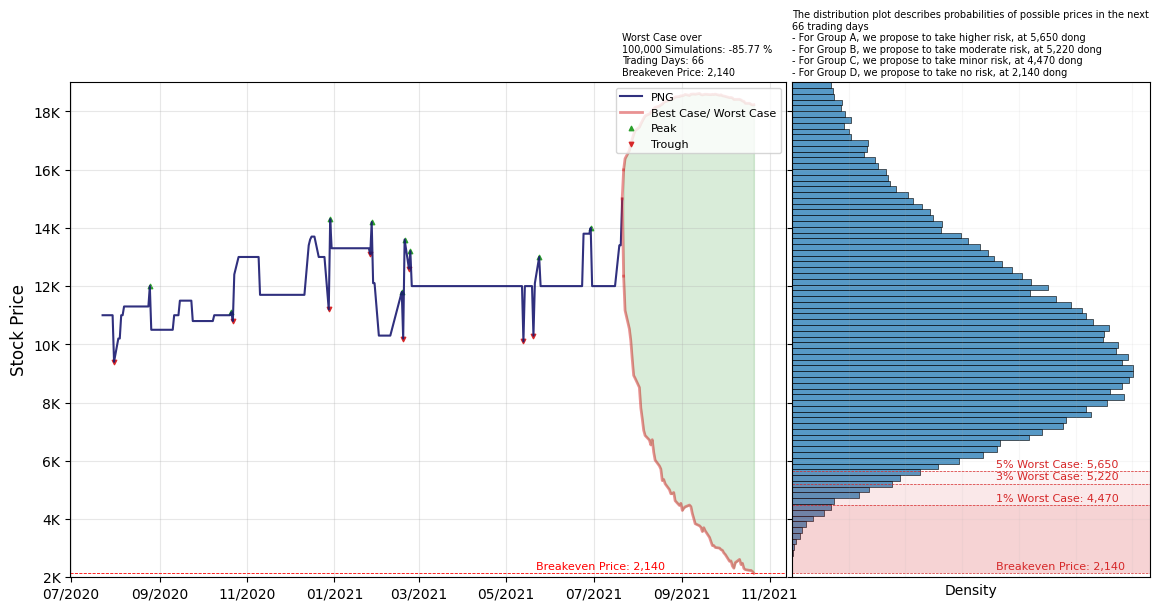 The distribution plot describes probabilities of possible prices in the next
66 trading days
- For Group A, we propose to take higher risk, at 5,650 dong
- For Group B, we propose to take moderate risk, at 5,220 dong
- For Group C, we propose to take minor risk, at 4,470 dong
- For Group D, we propose to take no risk, at 2,140 dong
Worst Case over
100,000 Simulations: -85.77 %
Trading Days: 66
Breakeven Price: 2,140
PNG
Best Case/ Worst Case
Peak
Trough
Stock Price
18K
16K
14K
12K
10K
8K
6K
4K
2K
07/2020
09/2020
11/2020
01/2021
03/2021
05/2021
07/2021
09/2021
11/2021
Breakeven Price: 2,140
5% Worst Case: 5,650
3% Worst Case: 5,220
1% Worst Case: 4,470
Breakeven Price: 2,140
Density